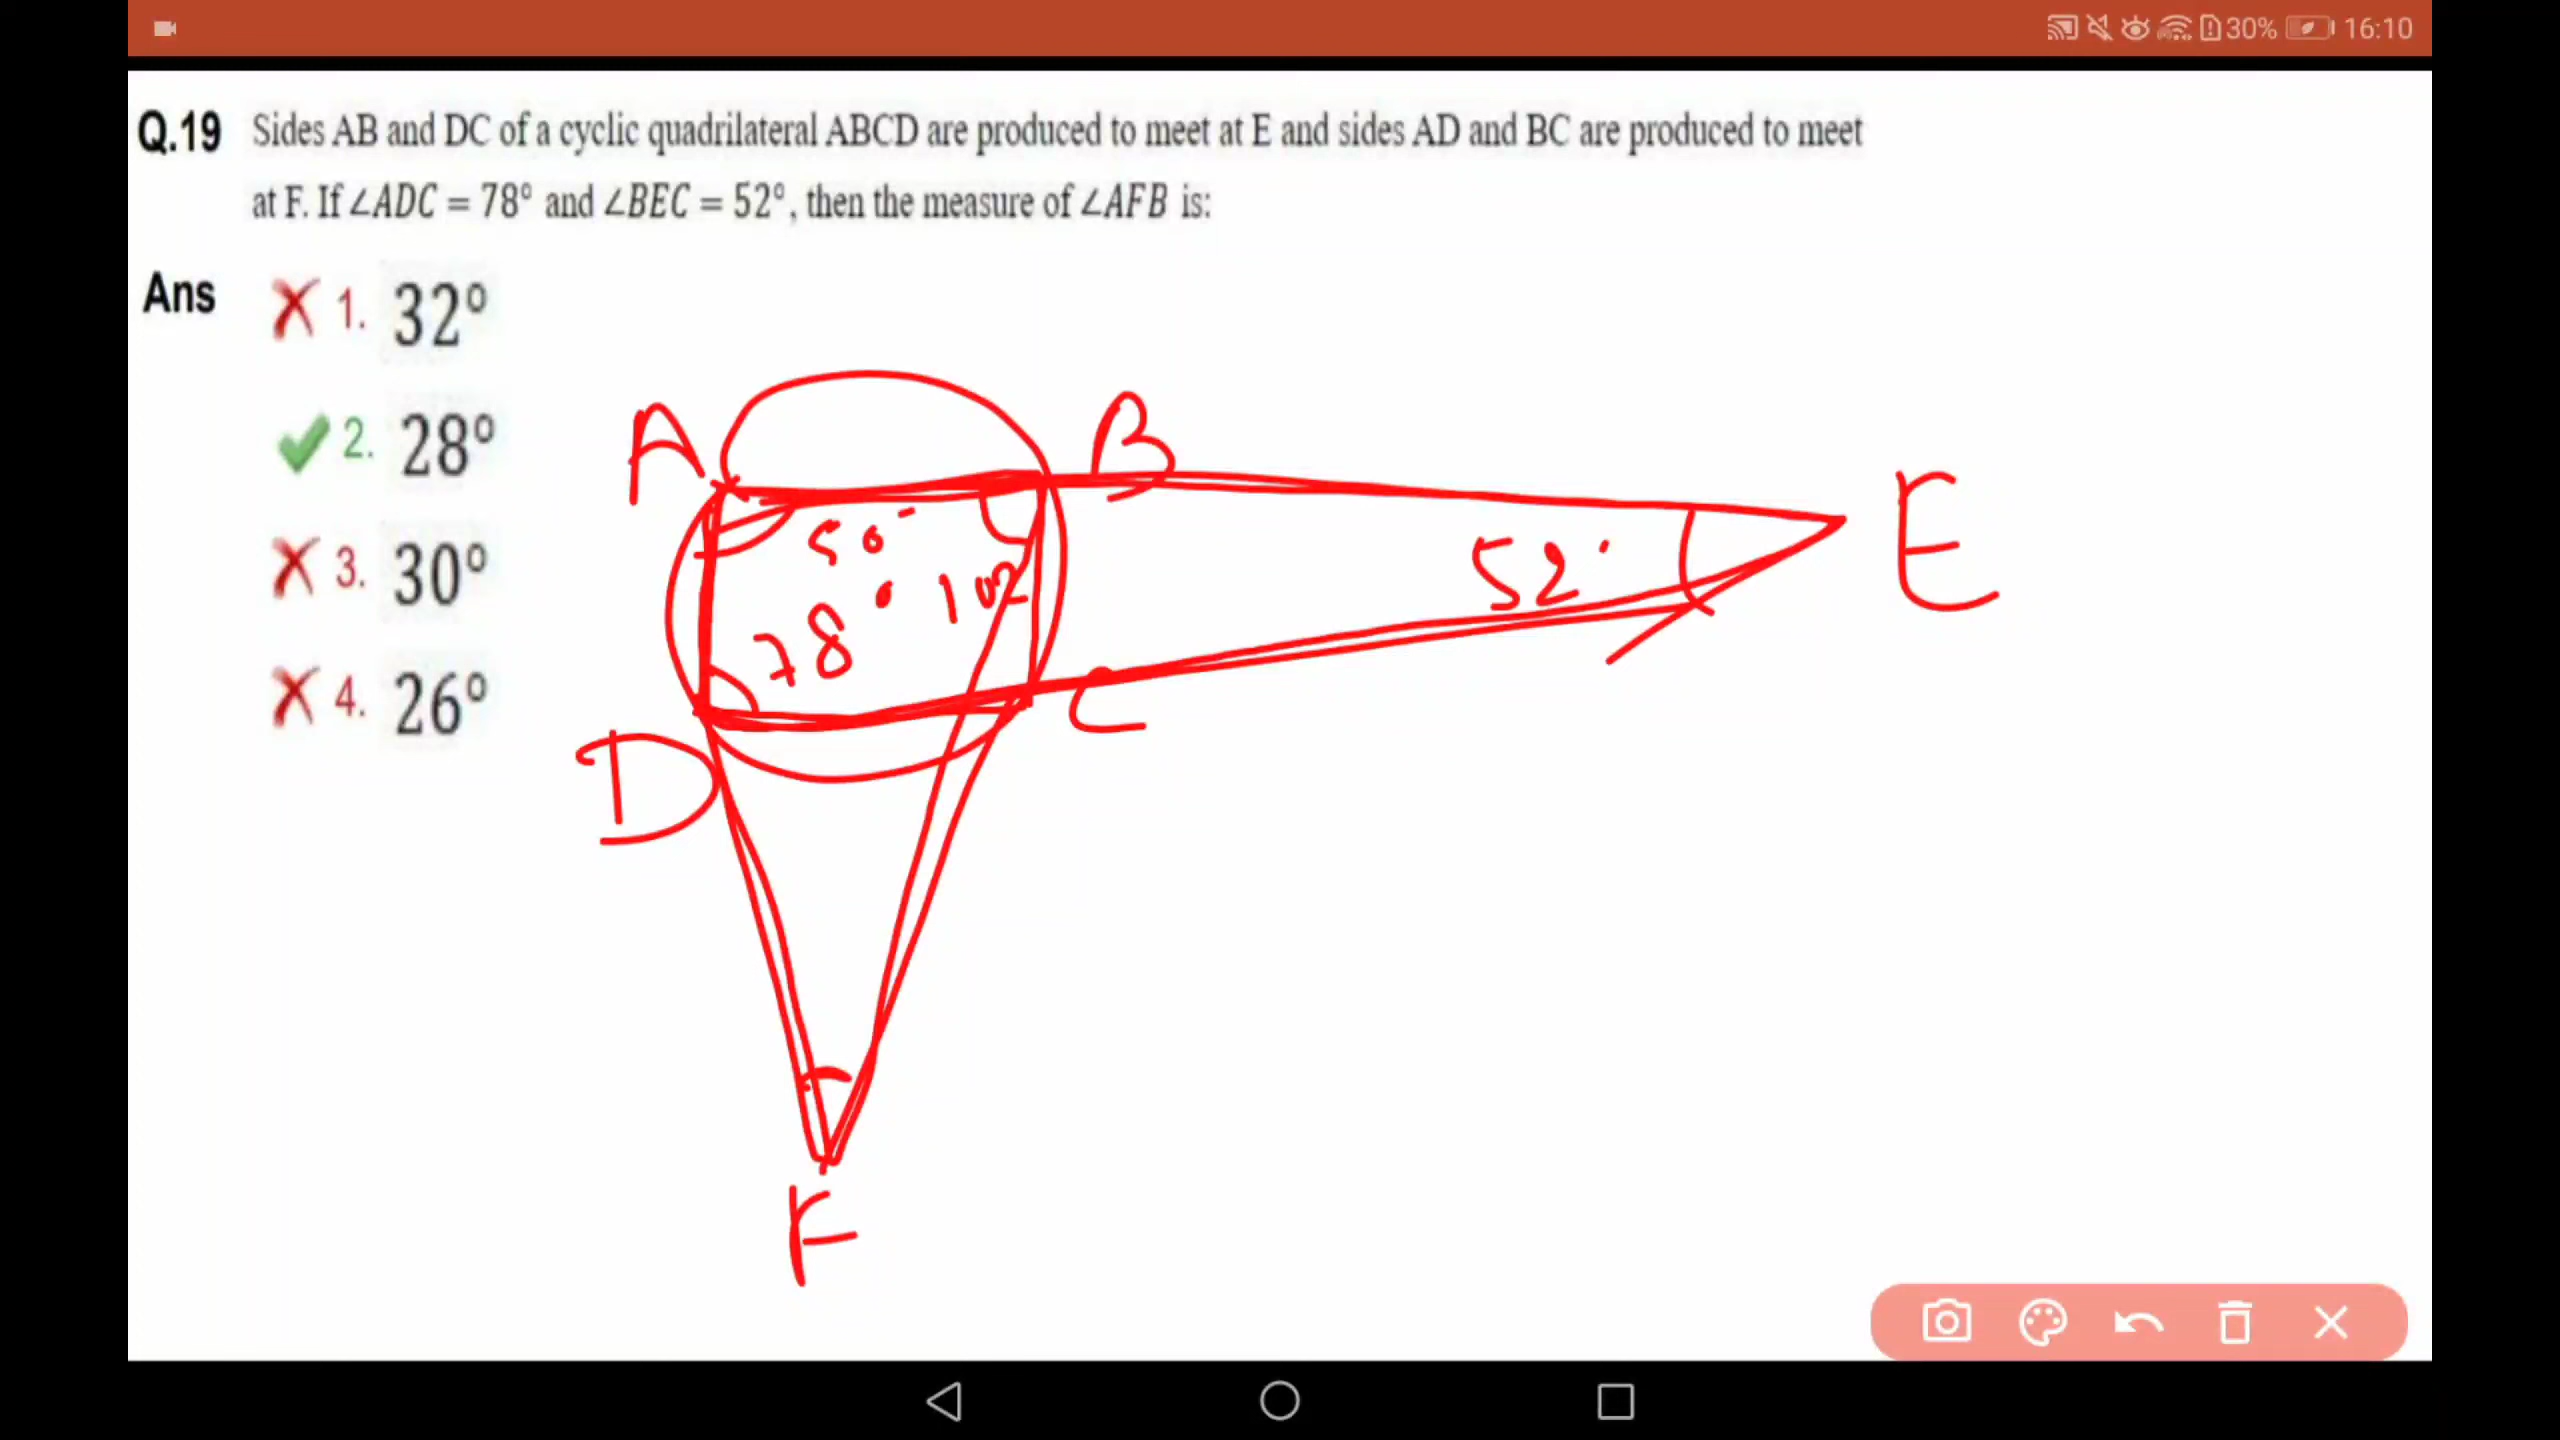 30% 16:10
Q.19 Sides AB and DC of a cyclic quadrilateral ABCD are produced to meet at E and sides AD and BC are produced to meet
at F. If ∠ADC = 78° and ∠BEC = 52°, then the measure of ∠AFB is:
Ans 1. 32°
2. 28°
3. 30°
4. 26°
A B E
50°
102
52°
78°
C
D
F